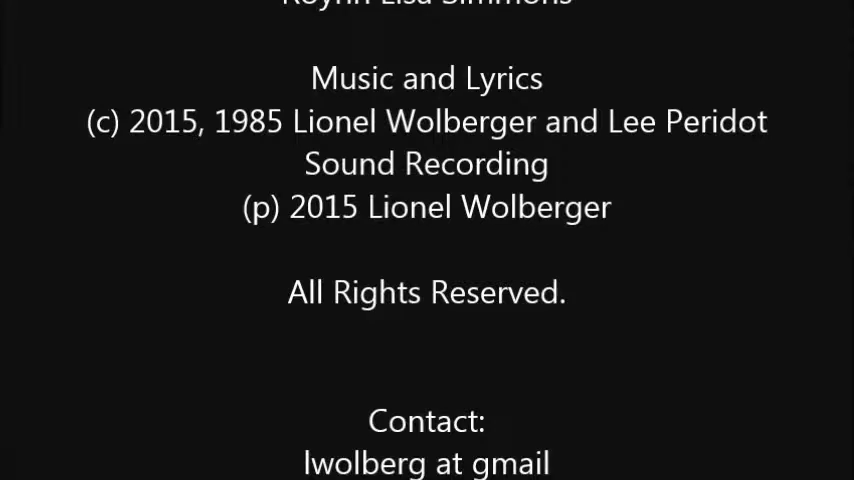 Simmons
Music and Lyrics
(c) 2015, 1985 Lionel Wolberger and Lee Peridot
Sound Recording
(p) 2015 Lionel Wolberger
All Rights Reserved.
Contact:
lwolberg at gmail